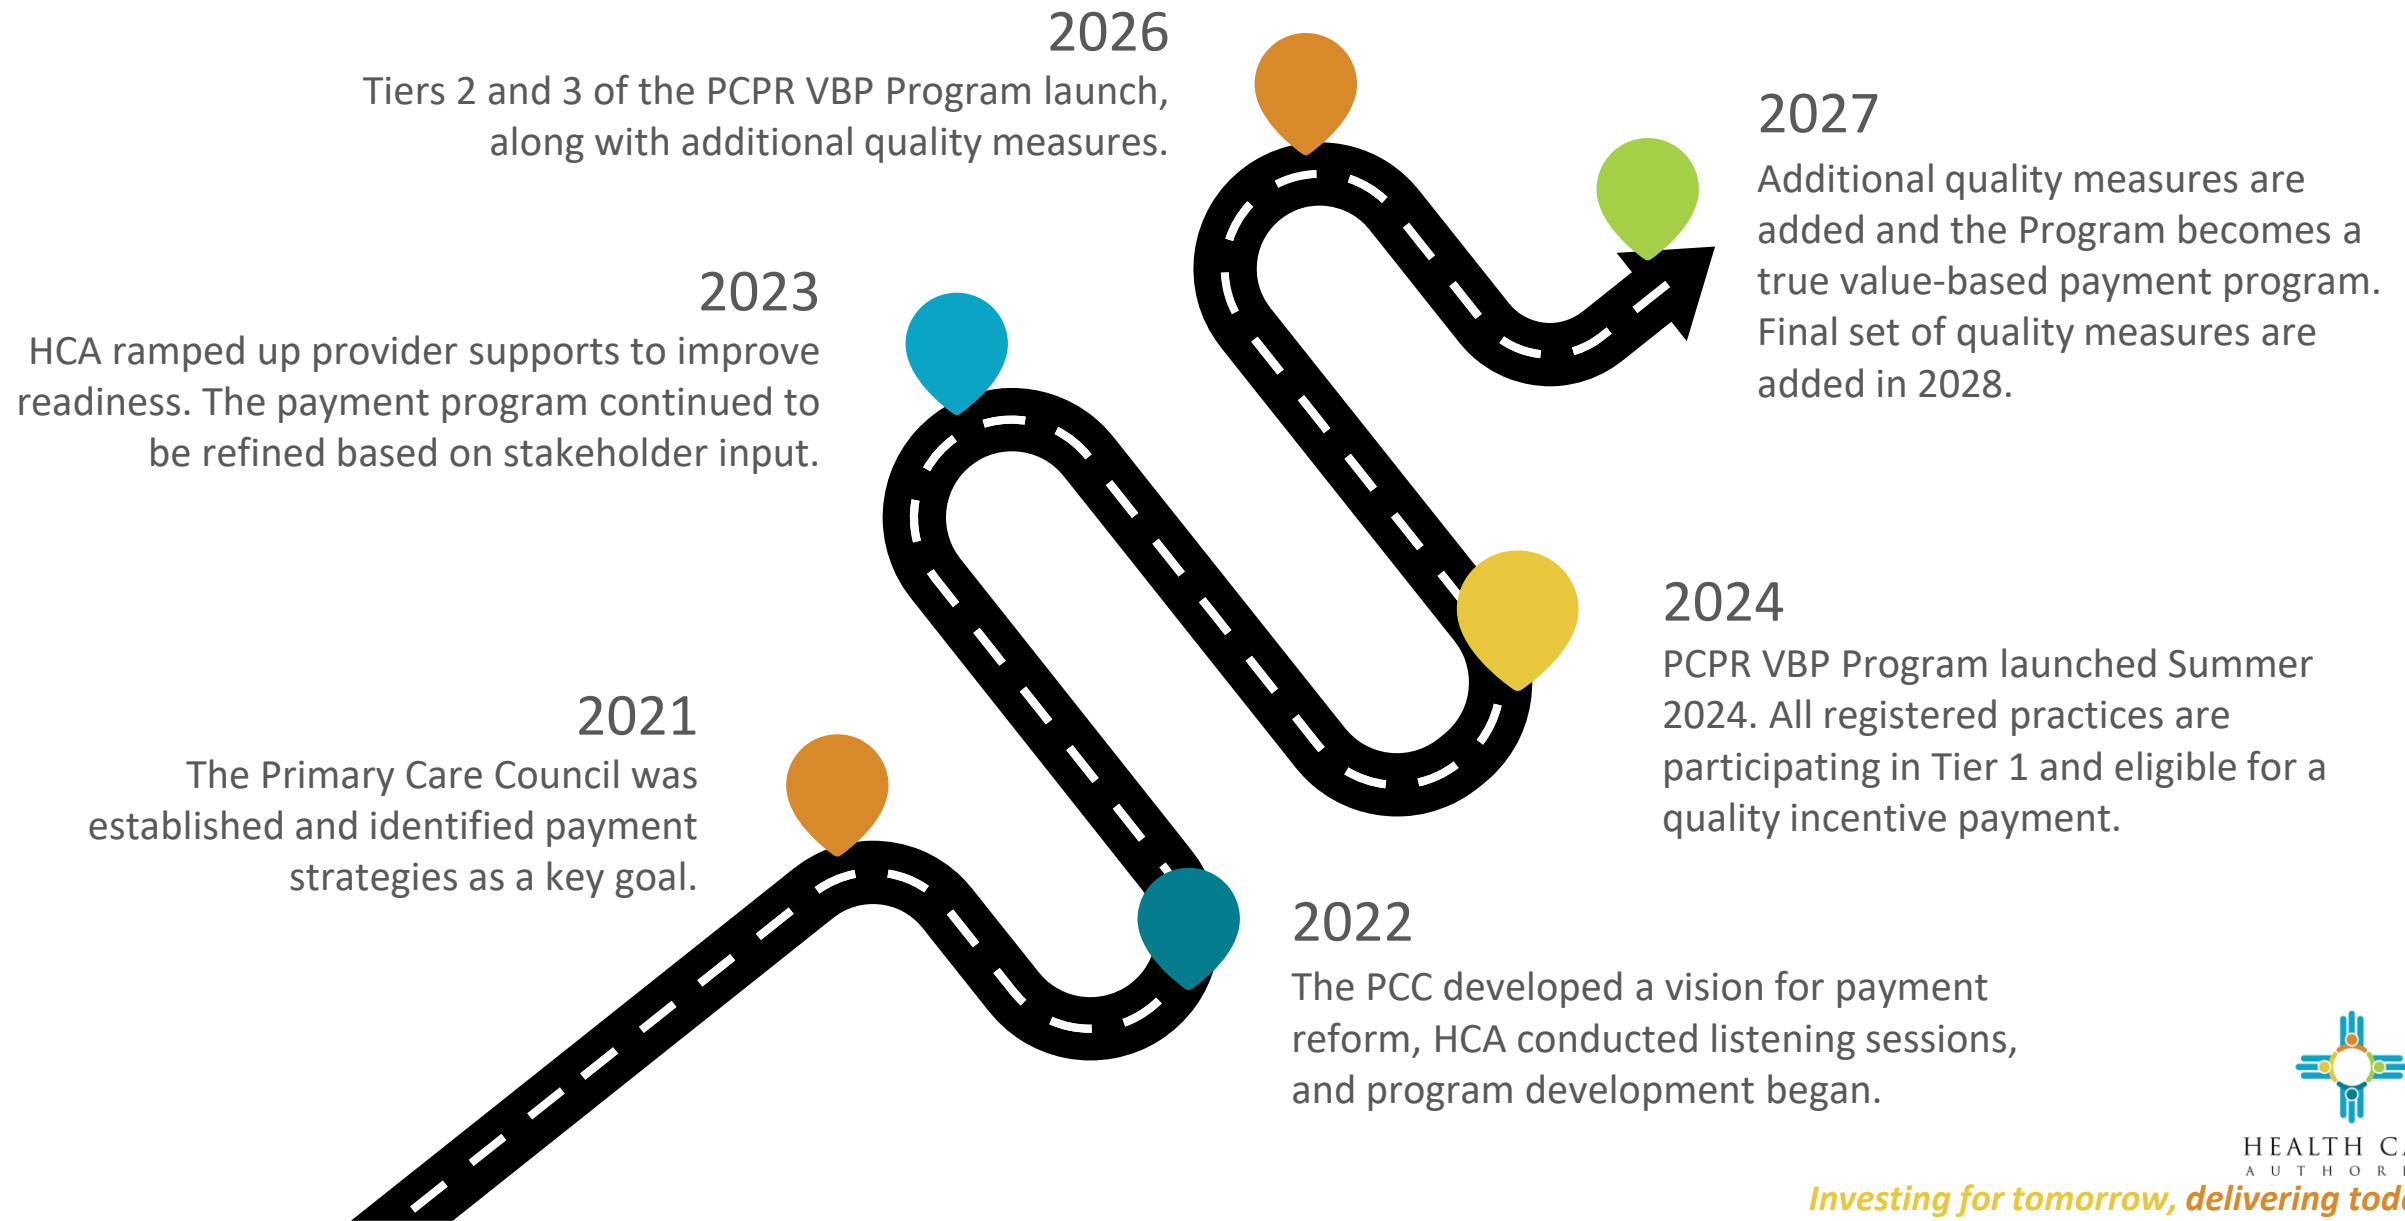 2026
Tiers 2 and 3 of the PCPR VBP Program launch,
along with additional quality measures.
2027
Additional quality measures are
added and the Program becomes a
true value-based payment program.
Final set of quality measures are
added in 2028.
2023
HCA ramped up provider supports to improve
readiness. The payment program continued to
be refined based on stakeholder input.
2024
PCPR VBP Program launched Summer
2024. All registered practices are
participating in Tier 1 and eligible for a
quality incentive payment.
2021
The Primary Care Council was
established and identified payment
strategies as a key goal.
2022
The PCC developed a vision for payment
reform, HCA conducted listening sessions,
and program development began.
HEALTH
Investing for tomorrow, delivering